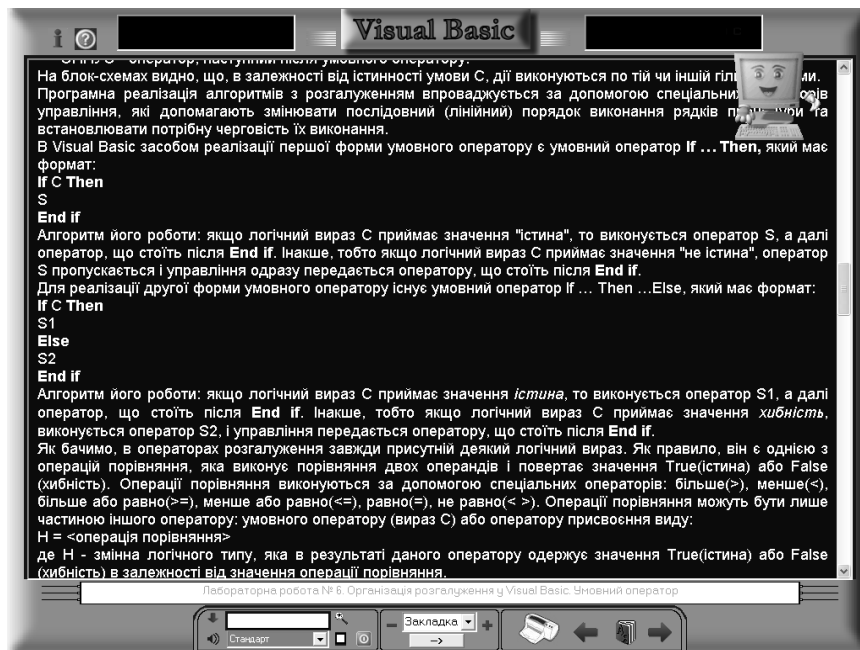 Visual Basic
оператор, наступний після умовного оператору.
На блок-схемах видно, що, в залежності від істинності умови С, дії виконуються по тій чи іншій
Програмна реалізація алгоритмів з розгалуженням впроваджується за допомогою спеціальних
управління, які допомагають змінювати послідовний (лінійний) порядок виконання рядків та
встановлювати потрібну черговість їх виконання.
В Visual Basic засобом реалізації першої форми умовного оператору є умовний оператор If ... Then, який має
формат:
If C Then
S
End if
Алгоритм його роботи: якщо логічний вираз С приймає значення "істина", то виконується оператор S, а далі
оператор, що стоїть після End if. Інакше, тобто якщо логічний вираз С приймає значення "не істина", оператор
S пропускається і управління одразу передається оператору, що стоїть після End if.
Для реалізації другої форми умовного оператору існує умовний оператор If ... Then ...Else, який має формат:
If C Then
S1
Else
S2
End if
Алгоритм його роботи: якщо логічний вираз С приймає значення істина, то виконується оператор S1, а далі
оператор, що стоїть після End if. Інакше, тобто якщо логічний вираз С приймає значення хибність,
виконується оператор S2, і управління передається оператору, що стоїть після End if.
Як бачимо, в операторах розгалуження завжди присутній деякий логічний вираз. Як правило, він є однією з
операцій порівняння, яка виконує порівняння двох операндів і повертає значення True(істина) або False
(хибність). Операції порівняння виконуються за допомогою спеціальних операторів: більше(>), менше(<),
більше або равно(>=), менше або равно(<=), равно(=), не равно(< >). Операції порівняння можуть бути лише
частиною іншого оператору: умовного оператору (вираз С) або оператору присвоєння виду:
Н = <операція порівняння>
де Н - змінна логічного типу, яка в результаті даного оператору одержує значення True(істина) або False
(хибність) в залежності від значення операції порівняння.
Лабораторна робота № 6. Організація розгалуження у Visual Basic. Умовний оператор
Закладка
Стандарт
-->